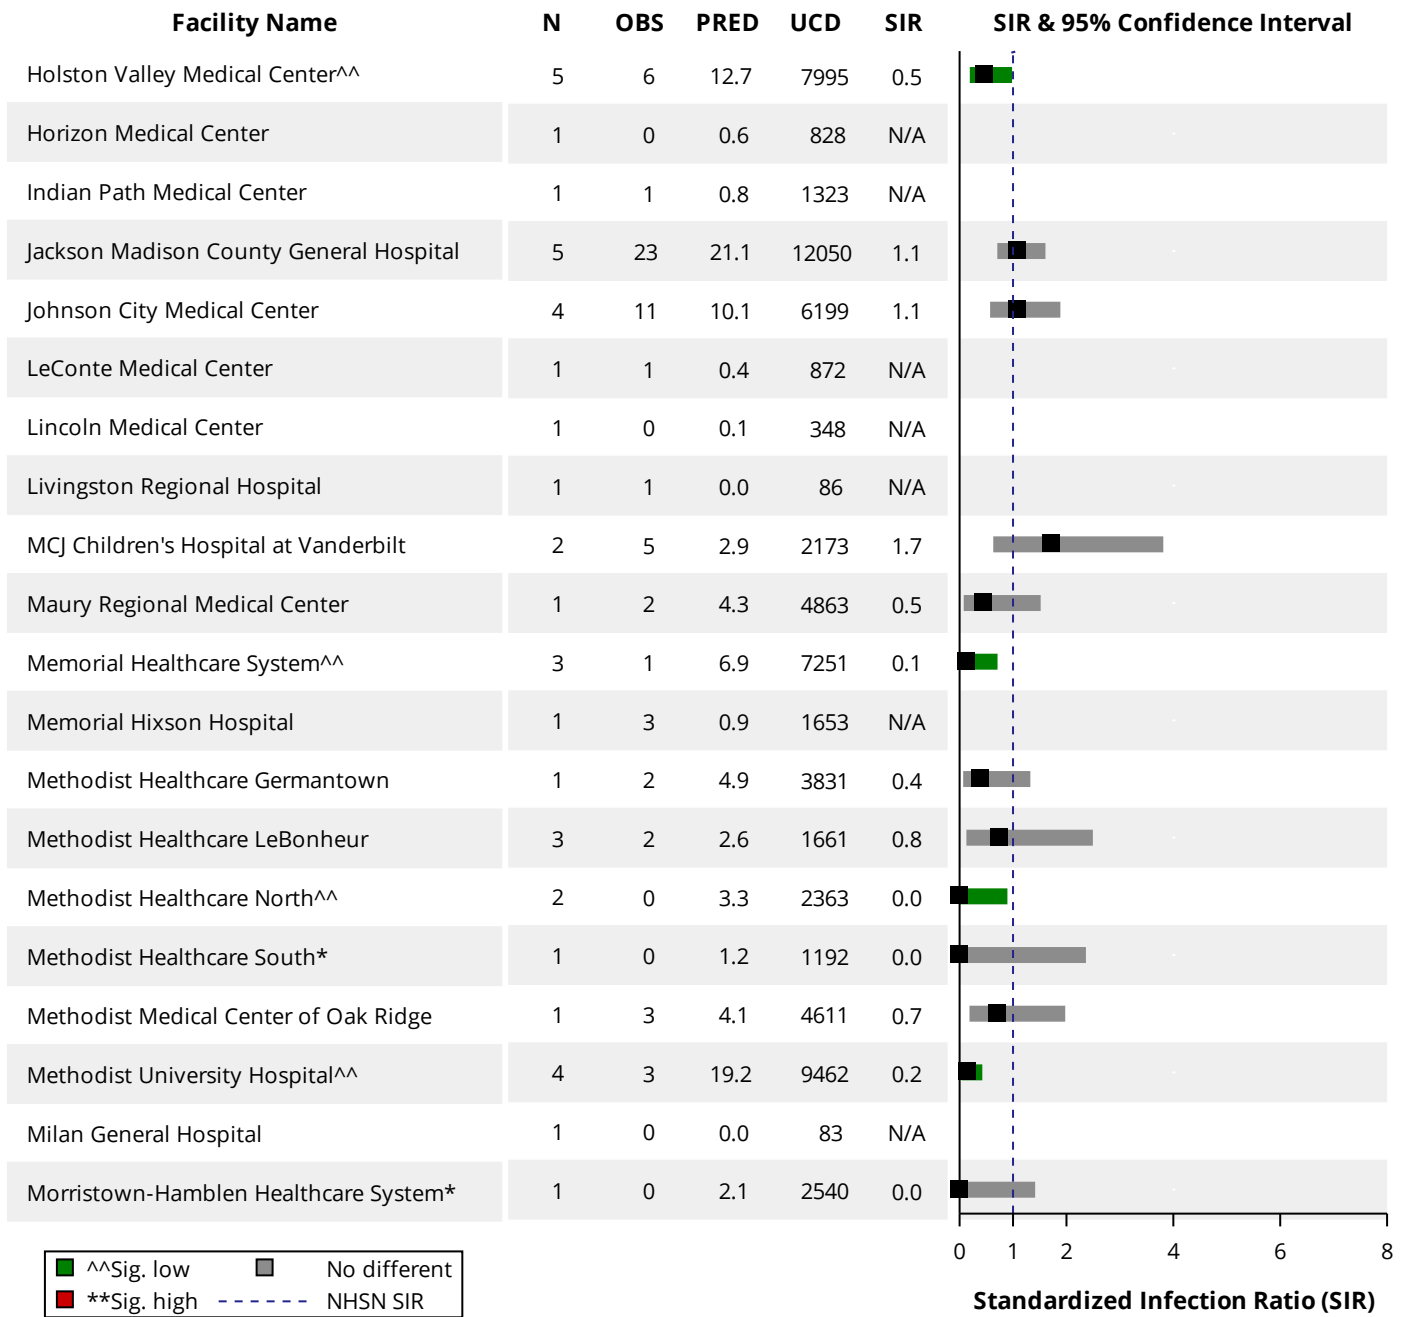 Facility Name N OBS PRED UCD SIR SIR & 95% Confidence Interval
Holston Valley Medical Center^^ 5 6 12.7 7995 0.5
Horizon Medical Center 1 0 0.6 828 N/A
Indian Path Medical Center 1 1 0.8 1323 N/A
Jackson Madison County General Hospital 5 23 21.1 12050 1.1
Johnson City Medical Center 4 11 10.1 6199 1.1
LeConte Medical Center 1 1 0.4 872 N/A
Lincoln Medical Center 1 0 0.1 348 N/A
Livingston Regional Hospital 1 1 0.0 86 N/A
MCJ Children's Hospital at Vanderbilt 2 5 2.9 2173 1.7
Maury Regional Medical Center 1 2 4.3 4863 0.5
Memorial Healthcare System^^ 3 1 6.9 7251 0.1
Memorial Hixson Hospital 1 3 0.9 1653 N/A
Methodist Healthcare Germantown 1 2 4.9 3831 0.4
Methodist Healthcare LeBonheur 3 2 2.6 1661 0.8
Methodist Healthcare North^^ 2 0 3.3 2363 0.0
Methodist Healthcare South* 1 0 1.2 1192 0.0
Methodist Medical Center of Oak Ridge 1 3 4.1 4611 0.7
Methodist University Hospital^^ 4 3 19.2 9462 0.2
Milan General Hospital 1 0 0.0 83 N/A
Morristown-Hamblen Healthcare System* 1 0 2.1 2540 0.0
0 1 2 4 6 8
Standardized Infection Ratio (SIR)
^^Sig. low No different
**Sig. high NHSN SIR